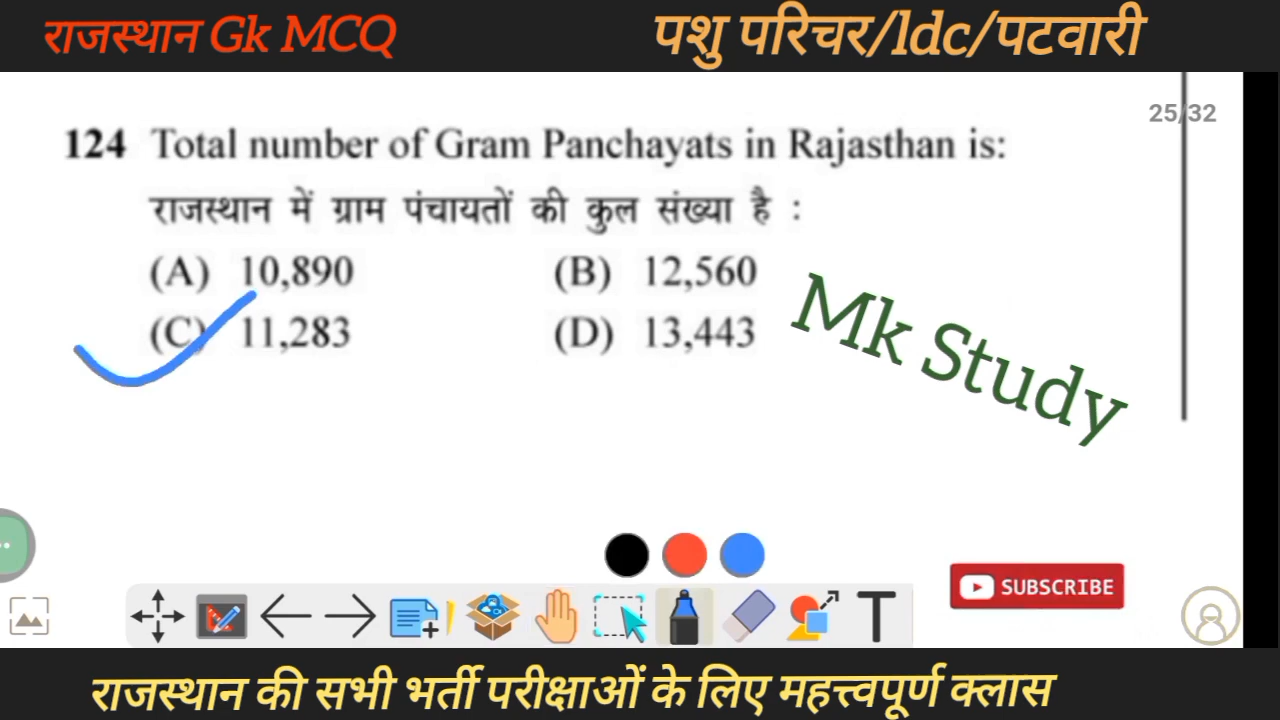 राजस्थान Gk MCQ
पशु परिचर/ldc/पटवारी
25/32
124 Total number of Gram Panchayats in Rajasthan is:
राजस्थान में ग्राम पंचायतों की कुल संख्या है :
(A) 10,890 (B) 12,560
(C) 11,283 (D) 13,443
Mk Study
T
SUBSCRIBE
राजस्थान की सभी भर्ती परीक्षाओं के लिए महत्त्वपूर्ण क्लास